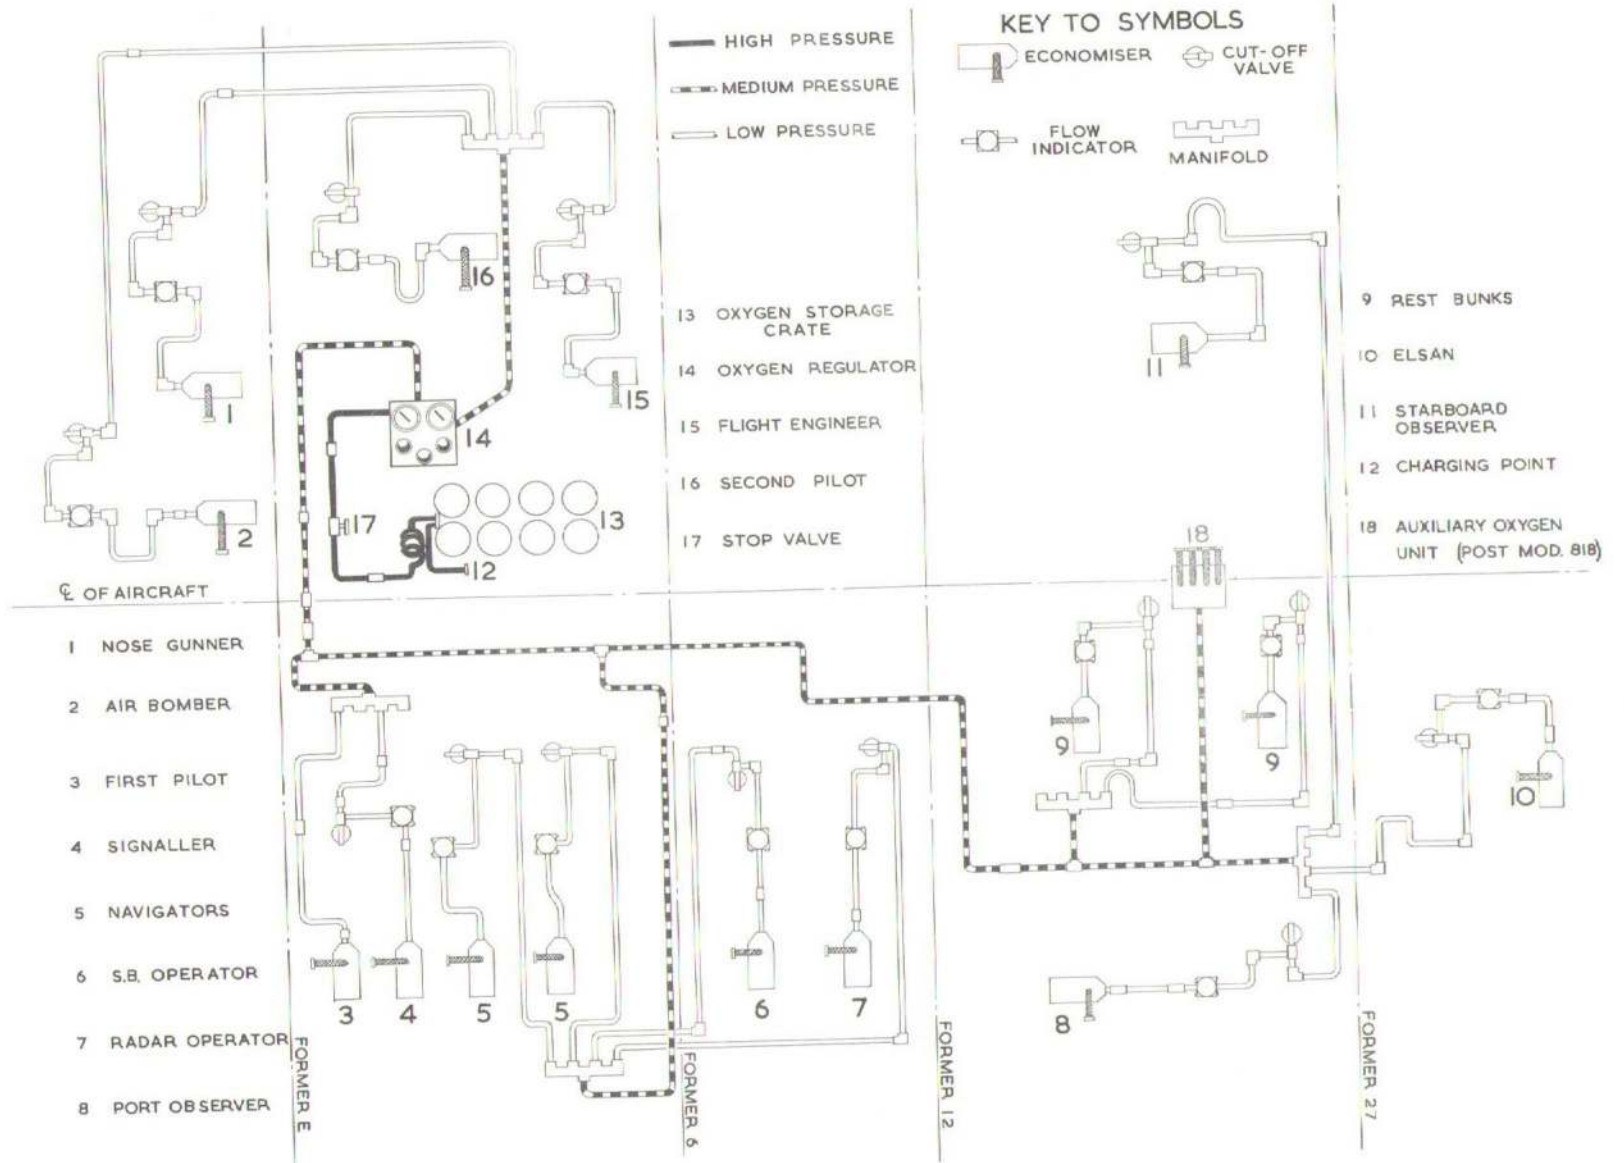 KEY TO SYMBOLS
HIGH PRESSURE
MEDIUM PRESSURE
LOW PRESSURE
ECONOMISER
CUT-OFF
VALVE
FLOW
INDICATOR
MANIFOLD
16
1
15
14
2
17
13
12
11
18
13 OXYGEN STORAGE
CRATE
14 OXYGEN REGULATOR
15 FLIGHT ENGINEER
16 SECOND PILOT
17 STOP VALVE
9 REST BUNKS
10 ELSAN
11 STARBOARD
OBSERVER
12 CHARGING POINT
18 AUXILIARY OXYGEN
UNIT (POST MOD. 818)
℄ OF AIRCRAFT
1 NOSE GUNNER
2 AIR BOMBER
3 FIRST PILOT
4 SIGNALLER
5 NAVIGATORS
6 S.B. OPERATOR
7 RADAR OPERATOR
8 PORT OBSERVER
9
9
10
3
4
5
5
6
7
8
FORMER E
FORMER 6
FORMER 12
FORMER 27